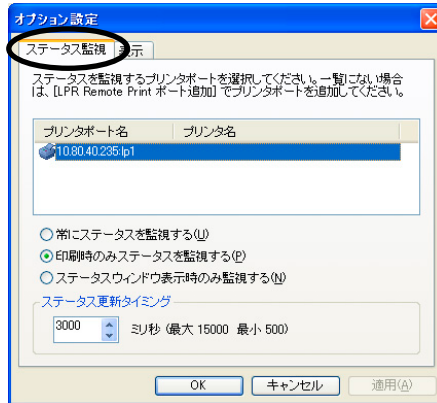 オプション設定
ステータス監視 表示
ステータスを監視するプリンタポートを選択してください。一覧にない場合
は、[LPR Remote Print ポート追加] でプリンタポートを追加してください。
プリンタポート名 プリンタ名
10.80.40.235:lp1
常にステータスを監視する(U)
印刷時のみステータスを監視する(P)
ステータスウィンドウ表示時のみ監視する(N)
ステータス更新タイミング
3000 ミリ秒 (最大 15000 最小 500)
OK キャンセル 適用(A)